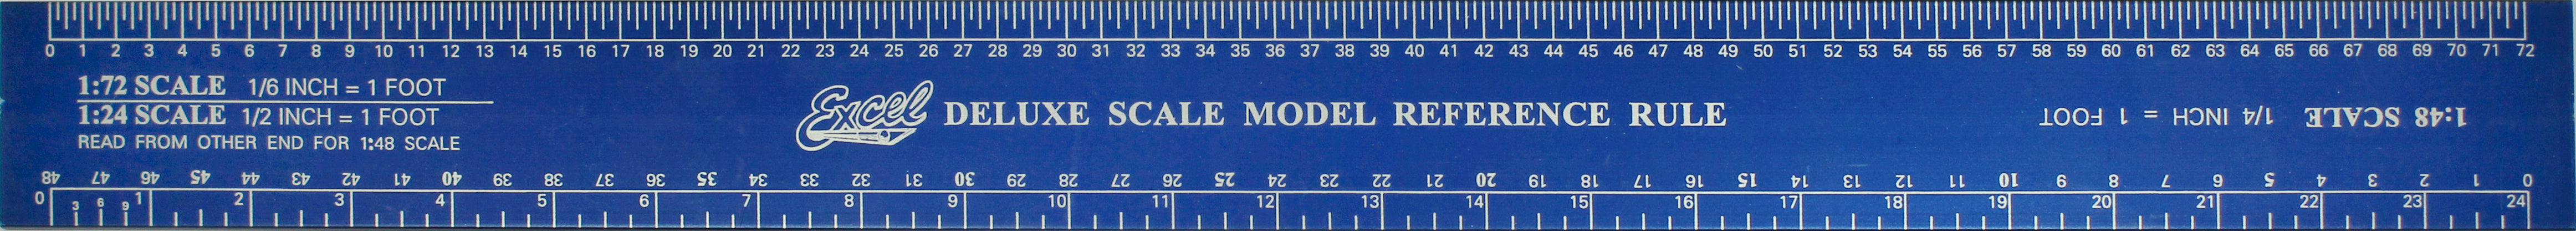 0 1 2 3 4 5 6 7 8 9 10 11 12 13 14 15 16 17 18 19 20 21 22 23 24 25 26 27 28 29 30 31 32 33 34 35 36 37 38 39 40 41 42 43 44 45 46 47 48 49 50 51 52 53 54 55 56 57 58 59 60 61 62 63 64 65 66 67 68 69 70 71 72
1:72 SCALE 1/6 INCH = 1 FOOT
1:24 SCALE 1/2 INCH = 1 FOOT
READ FROM OTHER END FOR 1:48 SCALE
Excel DELUXE SCALE MODEL REFERENCE RULE
1:48 SCALE 1/4 INCH = 1 FOOT
48 47 46 45 44 43 42 41 40 39 38 37 36 35 34 33 32 31 30 29 28 27 26 25 24 23 22 21 20 19 18 17 16 15 14 13 12 11 10 9 8 7 6 5 4 3 2 1 0
0 3 6 9 1 2 3 4 5 6 7 8 9 10 11 12 13 14 15 16 17 18 19 20 21 22 23 24